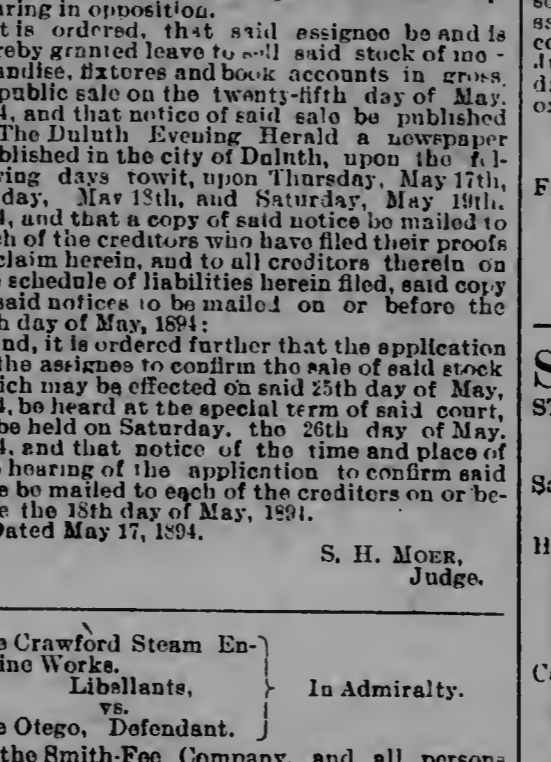 aring in opposition.
t is ordered, that said assignee be and is
reby granted leave to sell said stock of me -
andise, fixtores and book accounts in gross,
public sale on the twenty-fifth day of May.
4, and that notice of said sale be published
The Duluth Evening Herald a newspaper
blished in the city of Duluth, upon the fol-
ving days towit, upon Thursday, May 17th,
day, May 18th, and Saturday, May 19th.
4, and that a copy of said notice be mailed to
h of the creditors who have filed their proofs
claim herein, and to all creditors therein on
schedule of liabilities herein filed, said copy
said notices to be mailed on or before the
h day of May, 1894:
nd, it is ordered further that the application
the assignee to confirm the sale of said stock
ich may be effected on said 25th day of May,
4, be heard at the special term of said court,
be held on Saturday. the 26th day of May.
4, and that notice of the time and place of
hearing of the application to confirm said
e be mailed to each of the creditors on or be-
e the 18th day of May, 1894.
ated May 17, 1894.
S. H. MOER,
Judge.
e Crawford Steam En-
ine Works.
Libellants,
vs.
In Admiralty.
e Otego, Defendant.
the Smith-Fee Company, and all persons